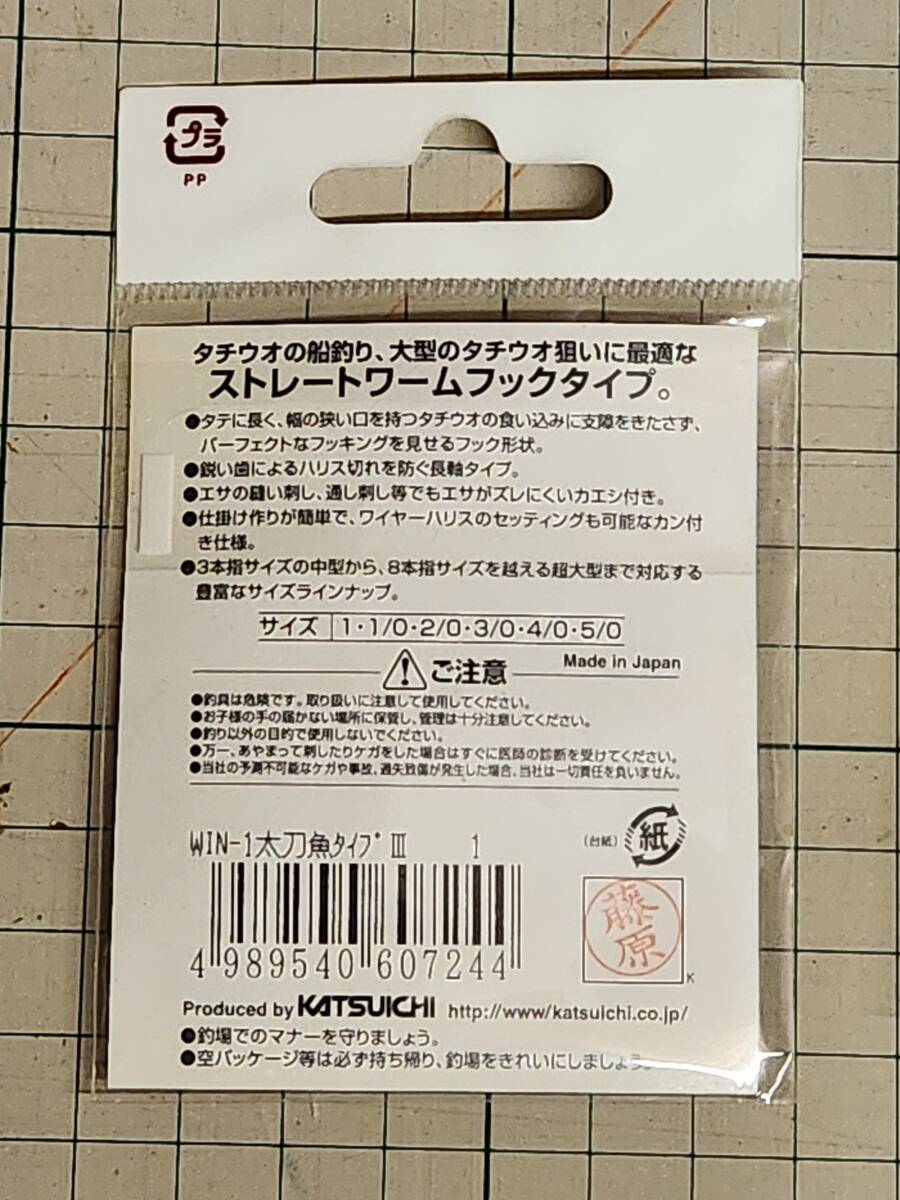 プラ
PP
タチウオの船釣り、大型のタチウオ狙いに最適な
ストレートワームフックタイプ。
●タテに長く、幅の狭い口を持つタチウオの食い込みに支障をきたさず、
パーフェクトなフッキングを見せるフック形状。
●鋭い歯によるハリス切れを防ぐ長軸タイプ。
●エサの縫い刺し、通し刺し等でもエサがズレにくいカエシ付き。
●仕掛け作りが簡単で、ワイヤーハリスのセッティングも可能なカン付
き仕様。
●3本指サイズの中型から、8本指サイズを越える超大型まで対応する
豊富なサイズラインナップ。
サイズ 1・1/0・2/0・3/0・4/0・5/0
Made in Japan
ご注意
●釣具は危険です。取り扱いに注意して使用してください。
●お子様の手の届かない場所に保管し、管理は十分注意してください。
●釣り以外の目的で使用しないでください。
●万一、あやまって刺したりケガをした場合はすぐに医師の診断を受けてください。
●当社の予測不可能なケガや事故、過失致傷が発生した場合、当社は一切責任を負いません。
WIN-1太刀魚タイプⅢ 1
(台紙) 紙
4 989540 607244
藤原
K
Produced by KATSUICHI http://www/katsuichi.co.jp/
●釣場でのマナーを守りましょう。
●空パッケージ等は必ず持ち帰り、釣場をきれいにしましょう。